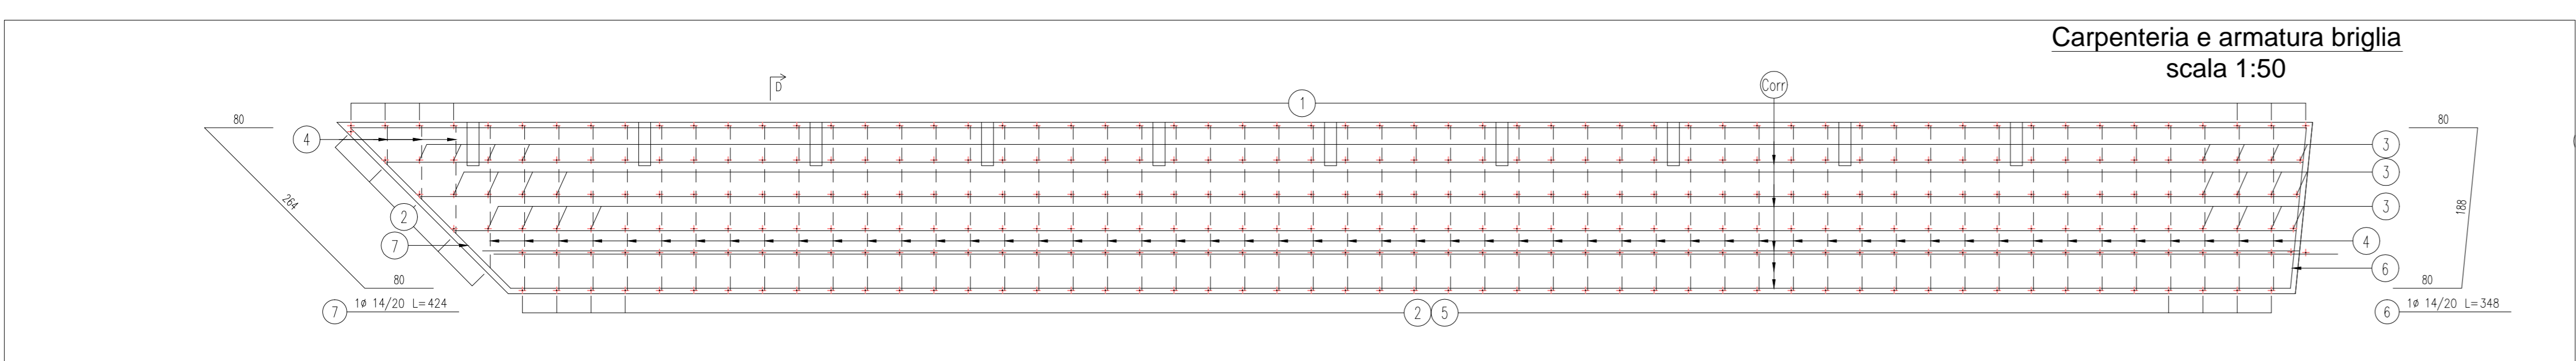 Carpenteria e armatura briglia
scala 1:50
D
Corr
1
80
4
80
3
3
264
2
3
188
7
4
6
80
80
7 1ø 14/20 L=424
2 5
6 1ø 14/20 L=348